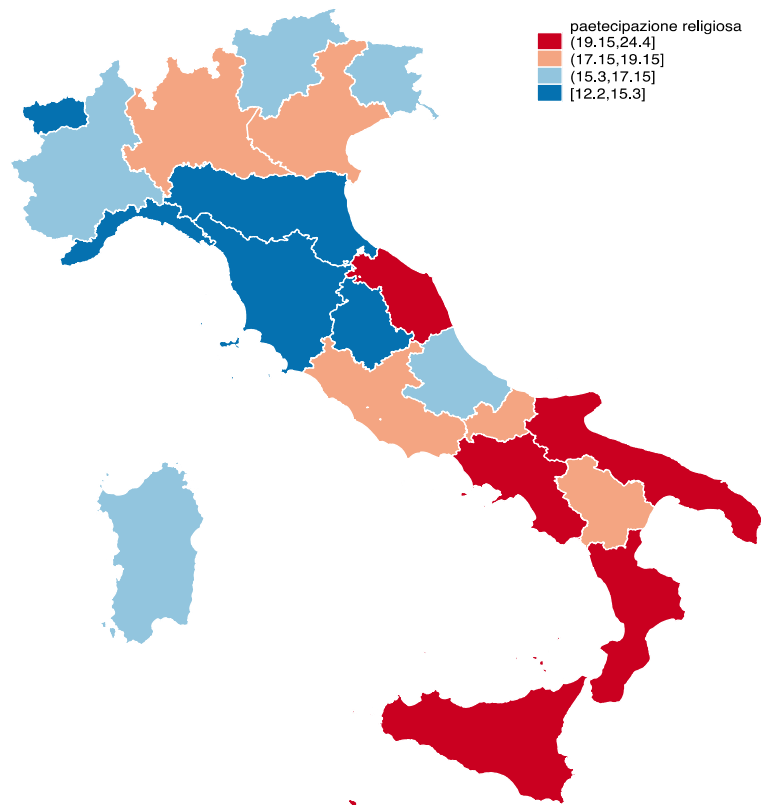 paetecipazione religiosa
(19.15,24.4]
(17.15,19.15]
(15.3,17.15]
[12.2,15.3]